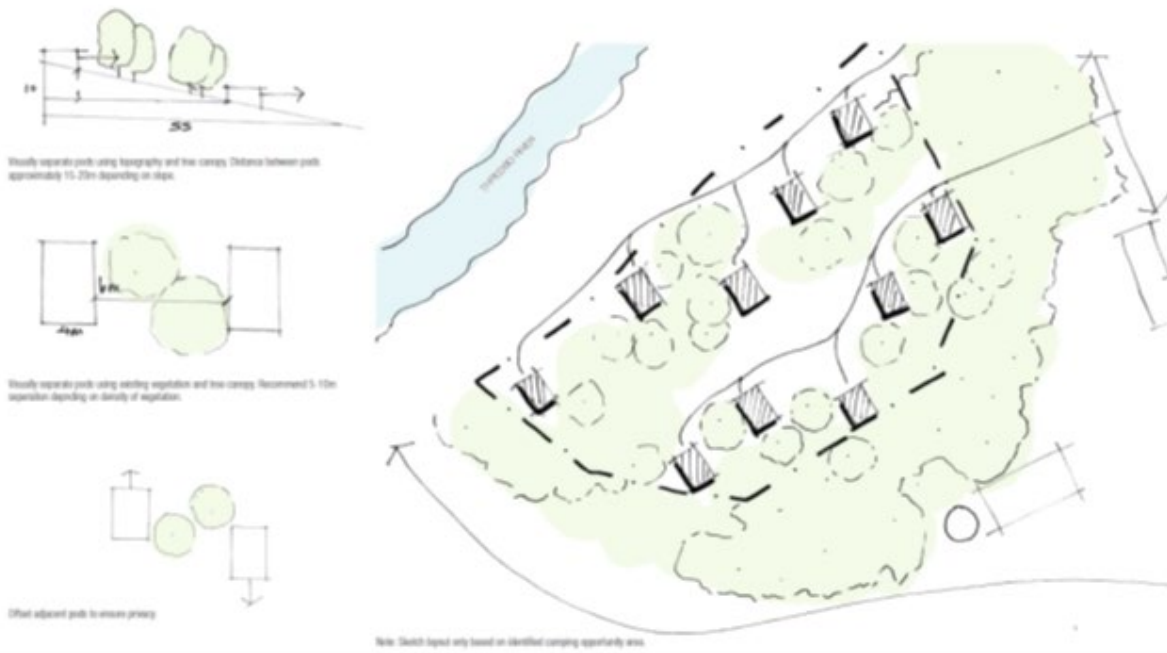 55
Visually separate pods using topography and tree canopy. Distance between pods
approximately 15-20m depending on slope.
Visually separate pods using existing vegetation and tree canopy. Recommend 5-10m
separation depending on density of vegetation.
Offset adjacent pods to ensure privacy
RIVER
Note: Sketch layout only based on identified camping opportunity area.